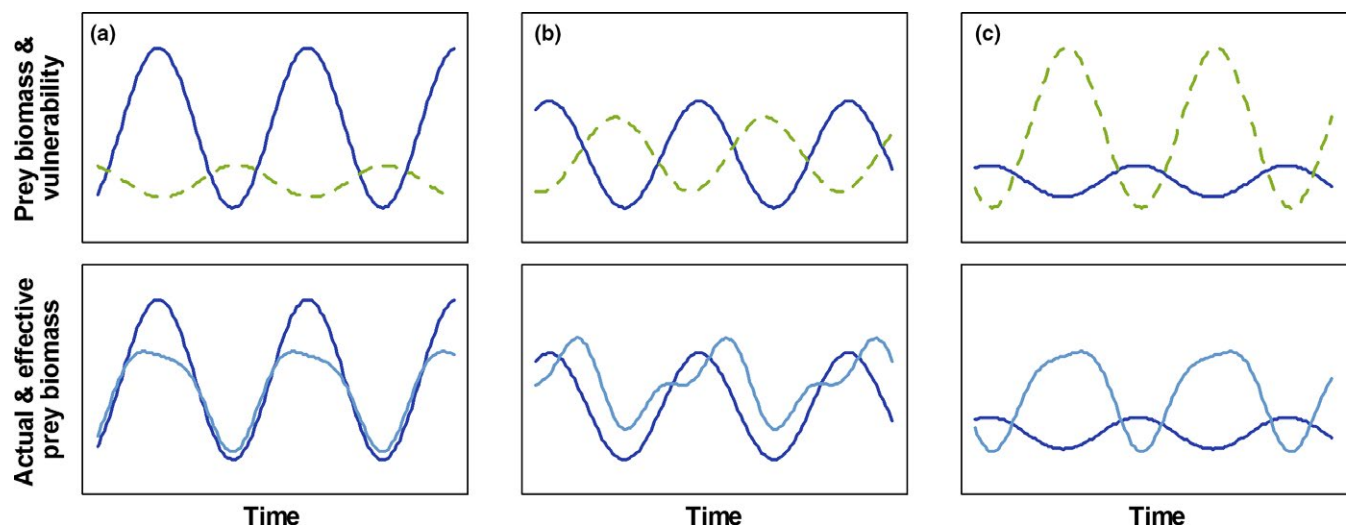 (a)
(b)
(c)
Prey biomass &
vulnerability
Actual & effective
prey biomass
Time
Time
Time